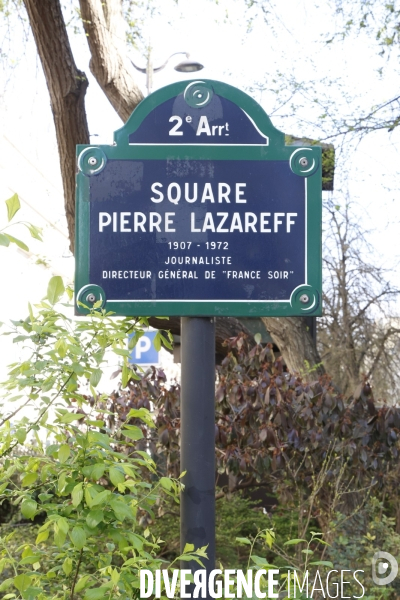 2e Arrt
SQUARE
PIERRE LAZAREFF
1907 - 1972
JOURNALISTE
DIRECTEUR GÉNÉRAL DE "FRANCE SOIR"
P
DIVERGENCE IMAGES